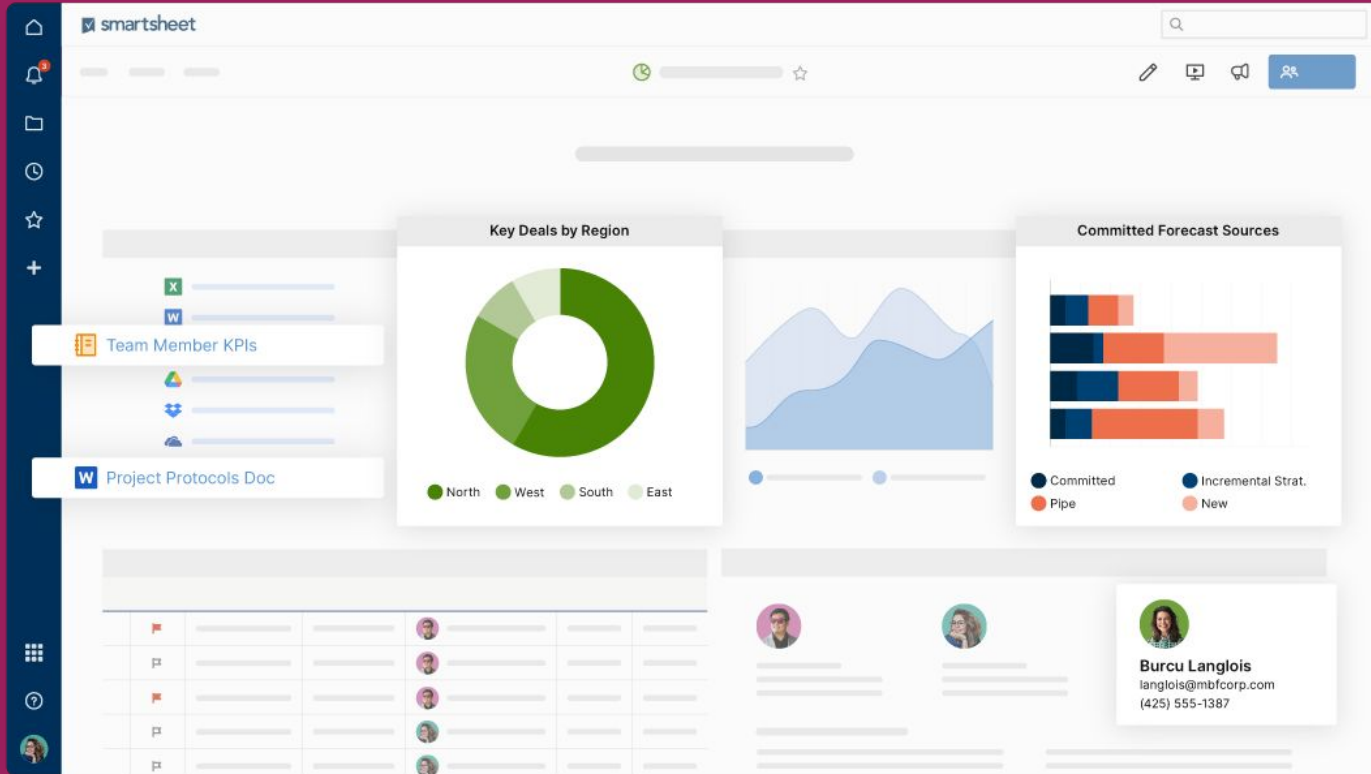 smartsheet
3
Key Deals by Region
Committed Forecast Sources
X
W
Team Member KPIs
W Project Protocols Doc
North West South East
Committed Incremental Strat.
Pipe New
Burcu Langlois
langlois@mbfcorp.com
(425) 555-1387